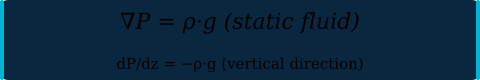 ∇P = ρ·g (static fluid)
dP/dz = −ρ·g (vertical direction)